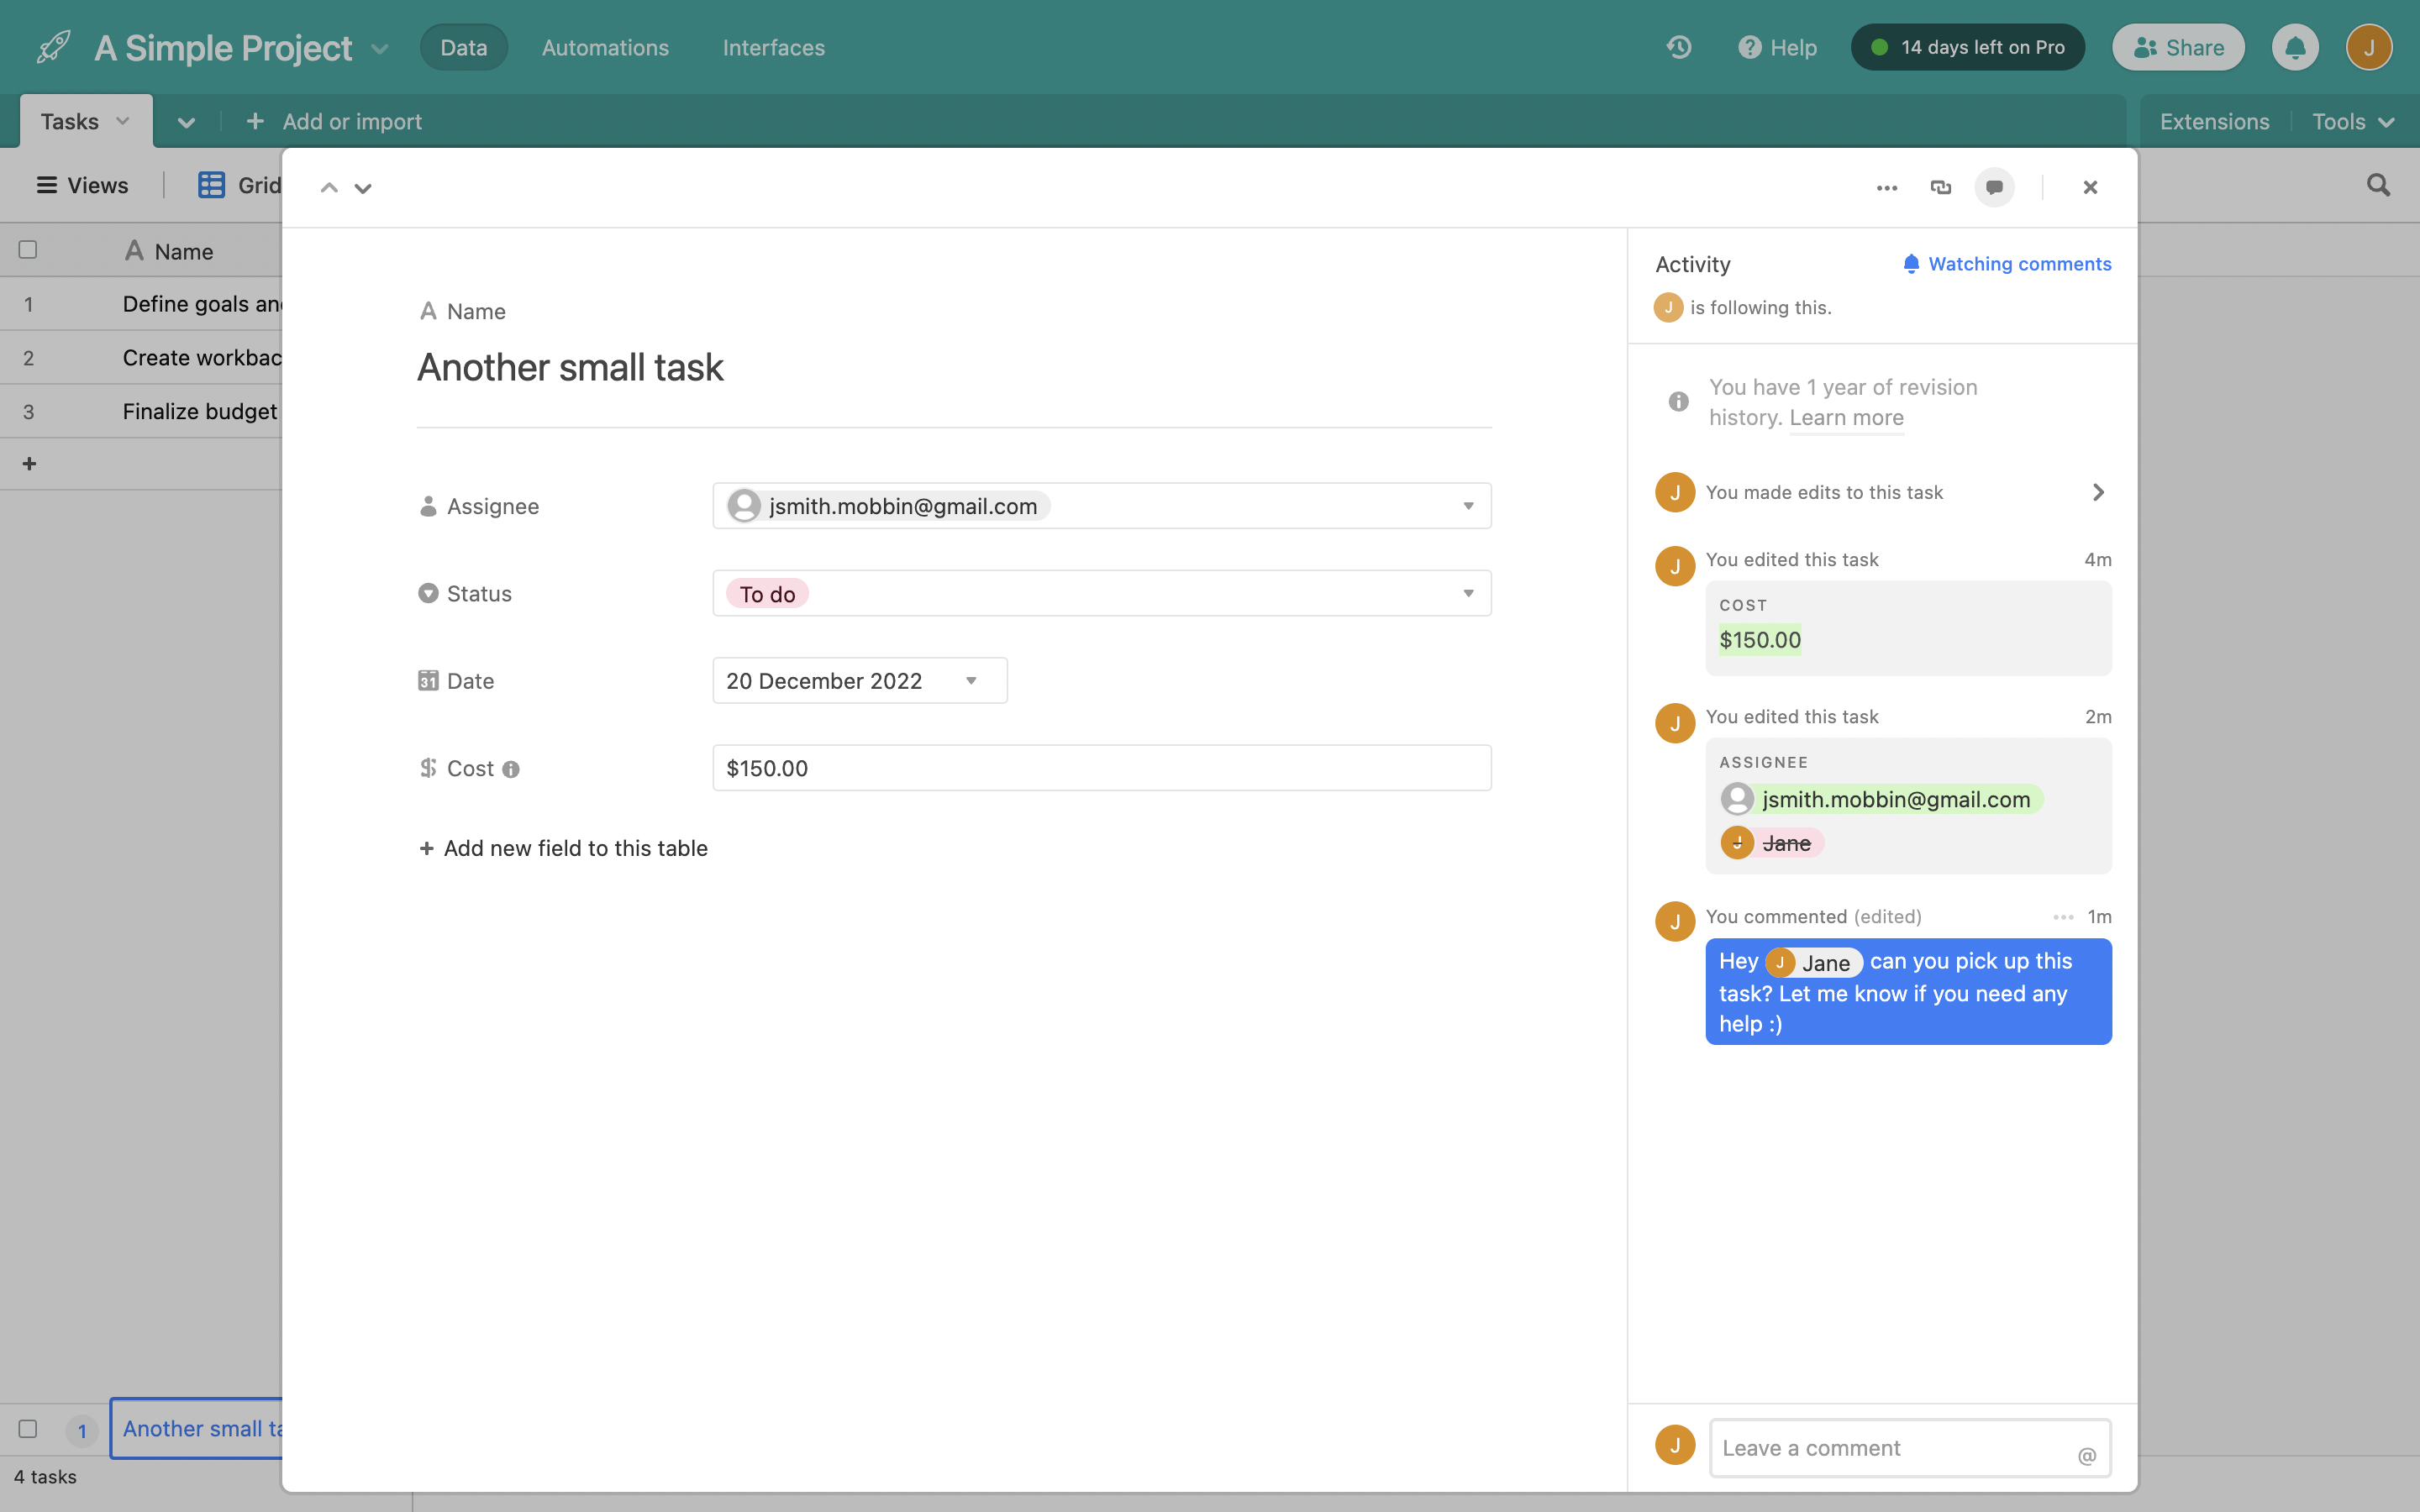 A Simple Project
Data
Automations
Interfaces
Help
14 days left on Pro
Share
J
Tasks
Add or import
Extensions
Tools
Views
Grid
Name
1 Define goals an
2 Create workbac
3 Finalize budget
Name
Another small task
Assignee
jsmith.mobbin@gmail.com
Status
To do
31 Date
20 December 2022
Cost
$150.00
+ Add new field to this table
Activity
Watching comments
J is following this.
You have 1 year of revision
history. Learn more
J You made edits to this task
J You edited this task 4m
COST
$150.00
J You edited this task 2m
ASSIGNEE
jsmith.mobbin@gmail.com
J Jane
J You commented (edited) ••• 1m
Hey J Jane can you pick up this
task? Let me know if you need any
help :)
J Leave a comment @
1 Another small ta
4 tasks